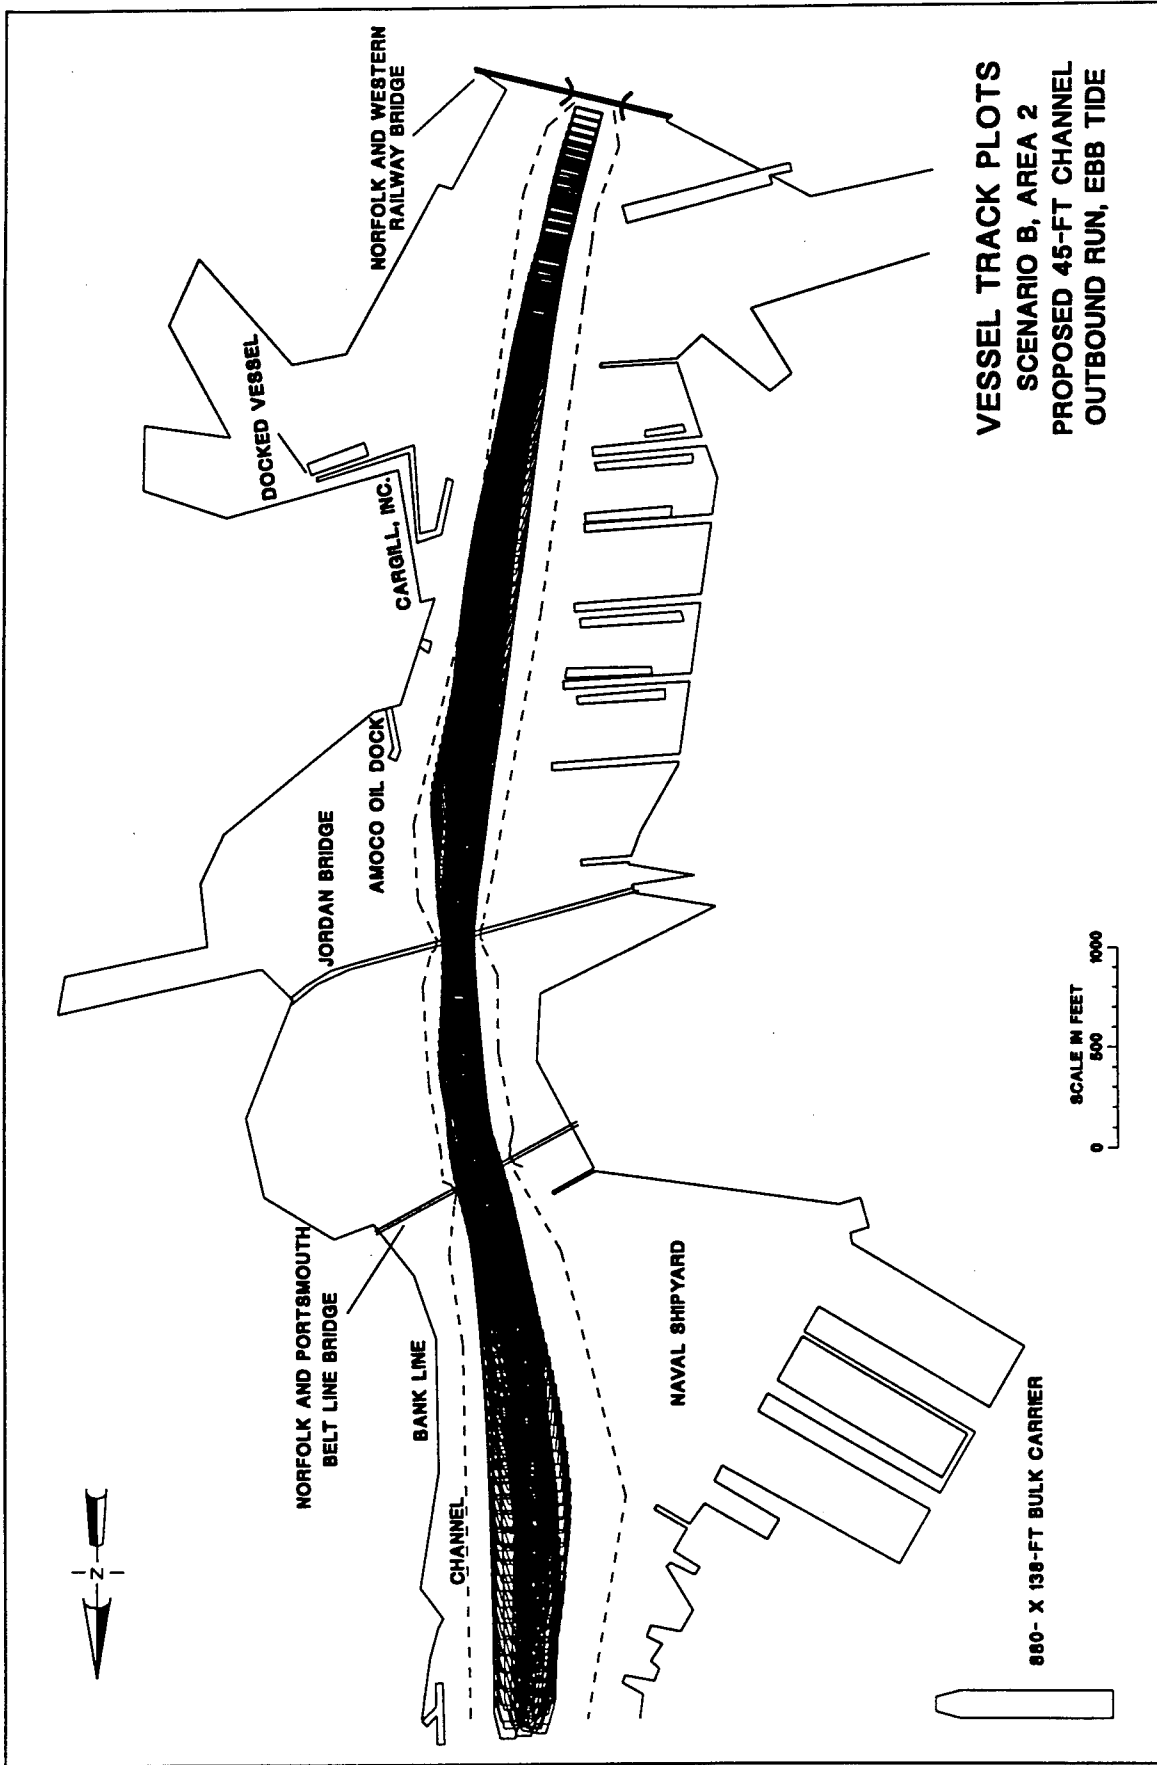 NORFOLK AND WESTERN
RAILWAY BRIDGE
DOCKED VESSEL
CARGILL, INC.
AMOCO OIL DOCK
JORDAN BRIDGE
NORFOLK AND PORTSMOUTH
BELT LINE BRIDGE
BANK LINE
CHANNEL
NAVAL SHIPYARD
N
880- X 138-FT BULK CARRIER
SCALE IN FEET
0 500 1000
VESSEL TRACK PLOTS
SCENARIO B, AREA 2
PROPOSED 45-FT CHANNEL
OUTBOUND RUN, EBB TIDE